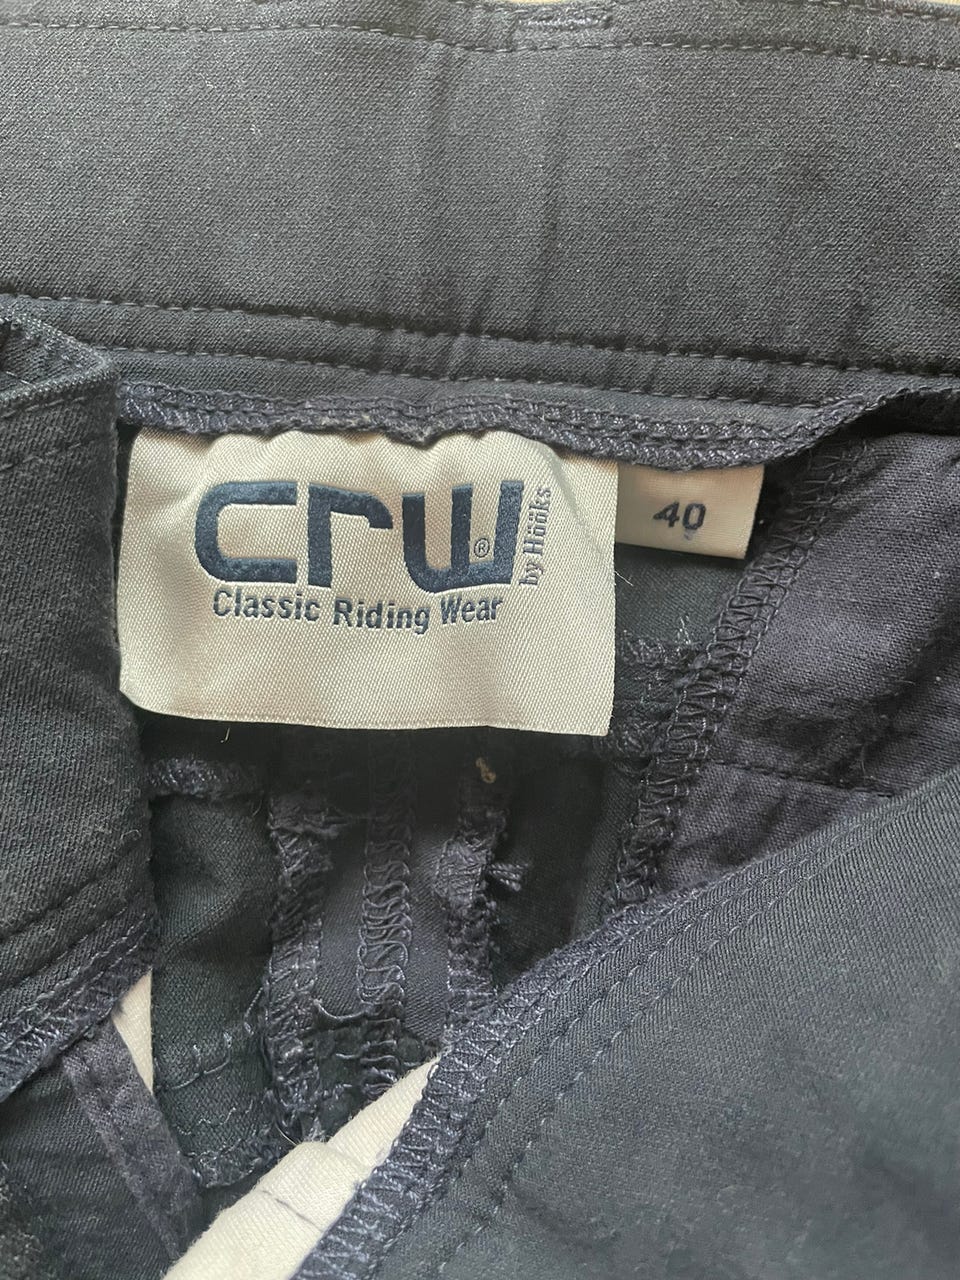 crw®
by Hööks
Classic Riding Wear
40